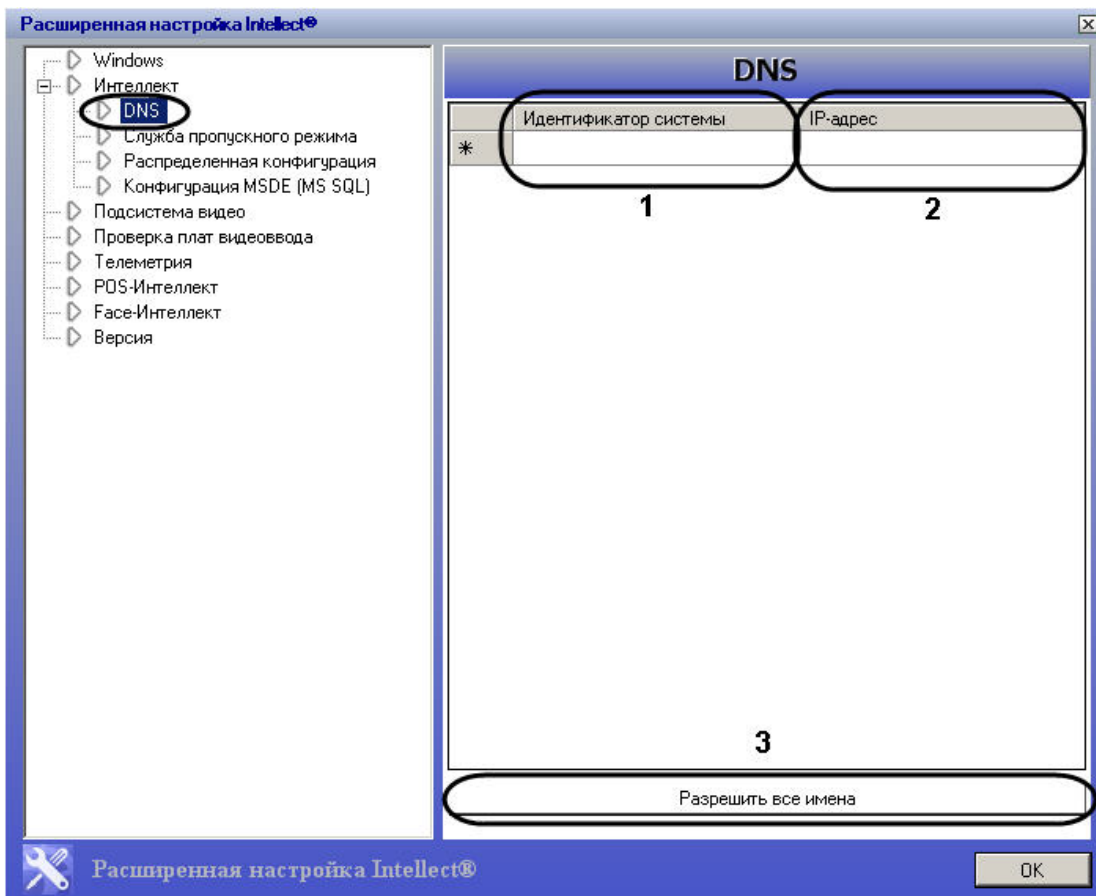 Расширенная настройка Intellect®
Windows
Интеллект
DNS
Служба пропускного режима
Распределенная конфигурация
Конфигурация MSDE (MS SQL)
Подсистема видео
Проверка плат видеоввода
Телеметрия
POS-Интеллект
Face-Интеллект
Версия
DNS
Идентификатор системы IP-адрес
1 2
3
Разрешить все имена
Расширенная настройка Intellect®
OK